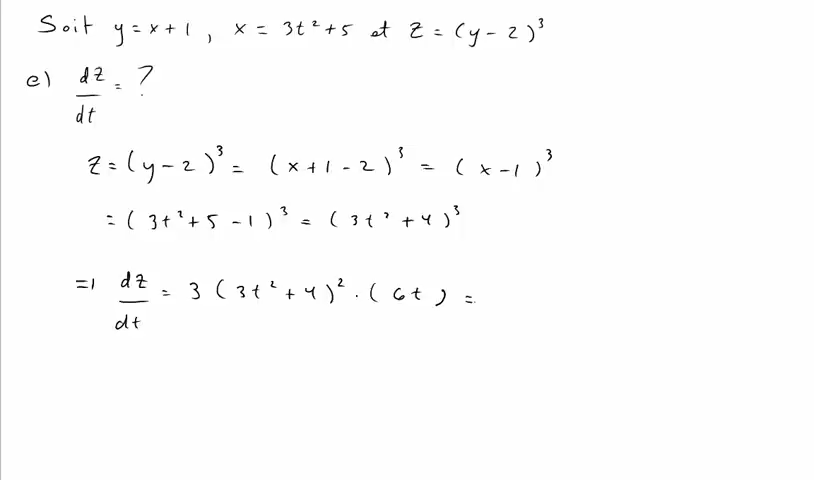 Soit y = x + 1 , x = 3t² + 5 et z = (y - 2)³
e) dz/dt = ?
z = (y - 2)³ = (x + 1 - 2)³ = (x - 1)³
= (3t² + 5 - 1)³ = (3t² + 4)³
=> dz/dt = 3 (3t² + 4)² · (6t) =